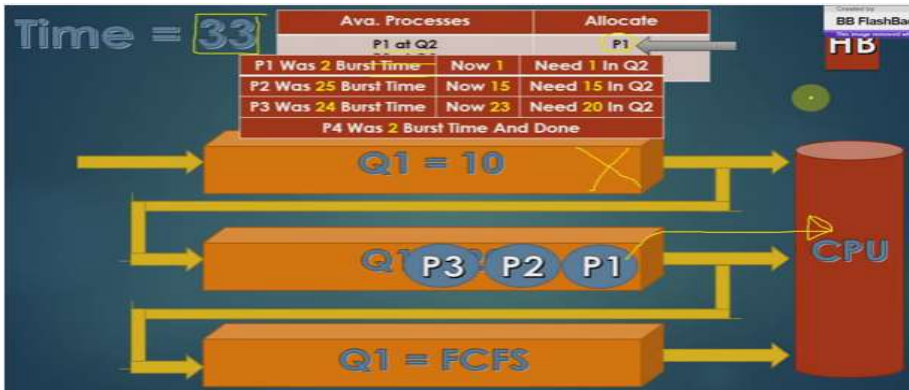 Time = 33
Ava. Processes Allocate
P1 at Q2 P1
P1 Was 2 Burst Time Now 1 Need 1 In Q2
P2 Was 25 Burst Time Now 15 Need 15 In Q2
P3 Was 24 Burst Time Now 23 Need 20 In Q2
P4 Was 2 Burst Time And Done
Created by
BB FlashBac
HB
Q1 = 10
P3 P2 P1
CPU
Q1 = FCFS